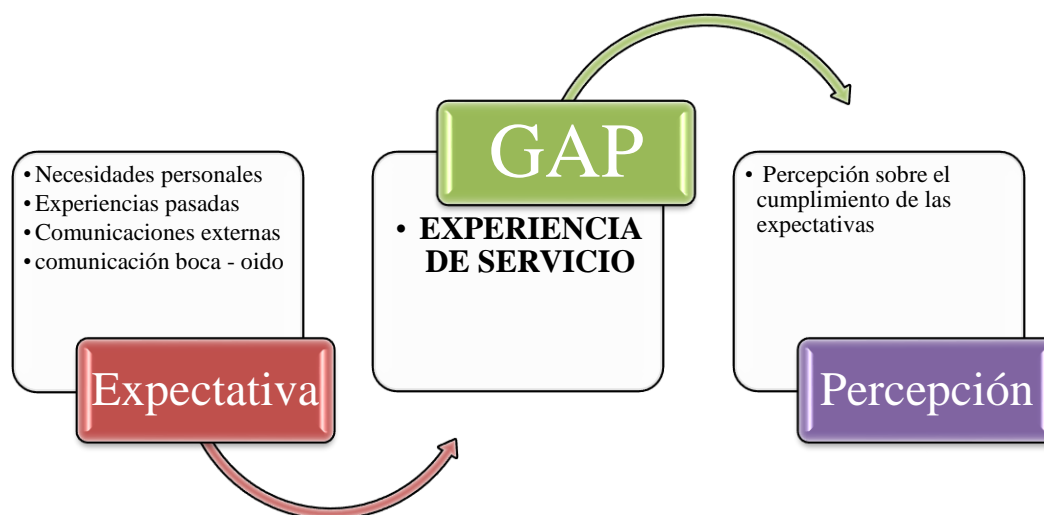 • Necesidades personales
• Experiencias pasadas
• Comunicaciones externas
• comunicación boca - oido
Expectativa
GAP
• EXPERIENCIA
DE SERVICIO
• Percepción sobre el
cumplimiento de las
expectativas
Percepción